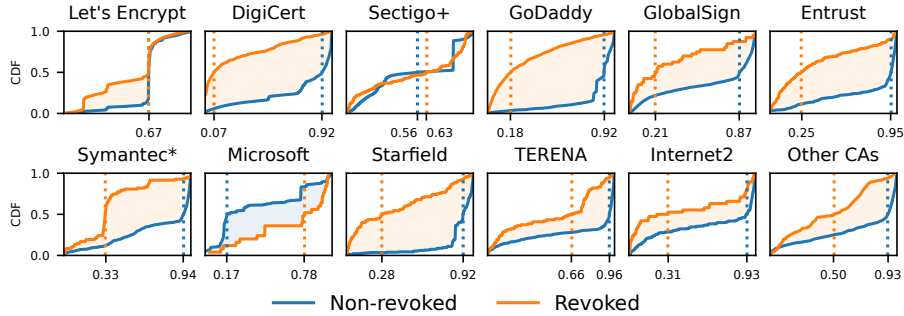 Let's Encrypt DigiCert Sectigo+ GoDaddy GlobalSign Entrust
1.0
CDF
0.5
0.0
0.67 0.07 0.92 0.56 0.63 0.18 0.92 0.21 0.87 0.25 0.95
Symantec* Microsoft Starfield TERENA Internet2 Other CAs
1.0
CDF
0.5
0.0
0.33 0.94 0.17 0.78 0.28 0.92 0.66 0.96 0.31 0.93 0.50 0.93
Non-revoked Revoked